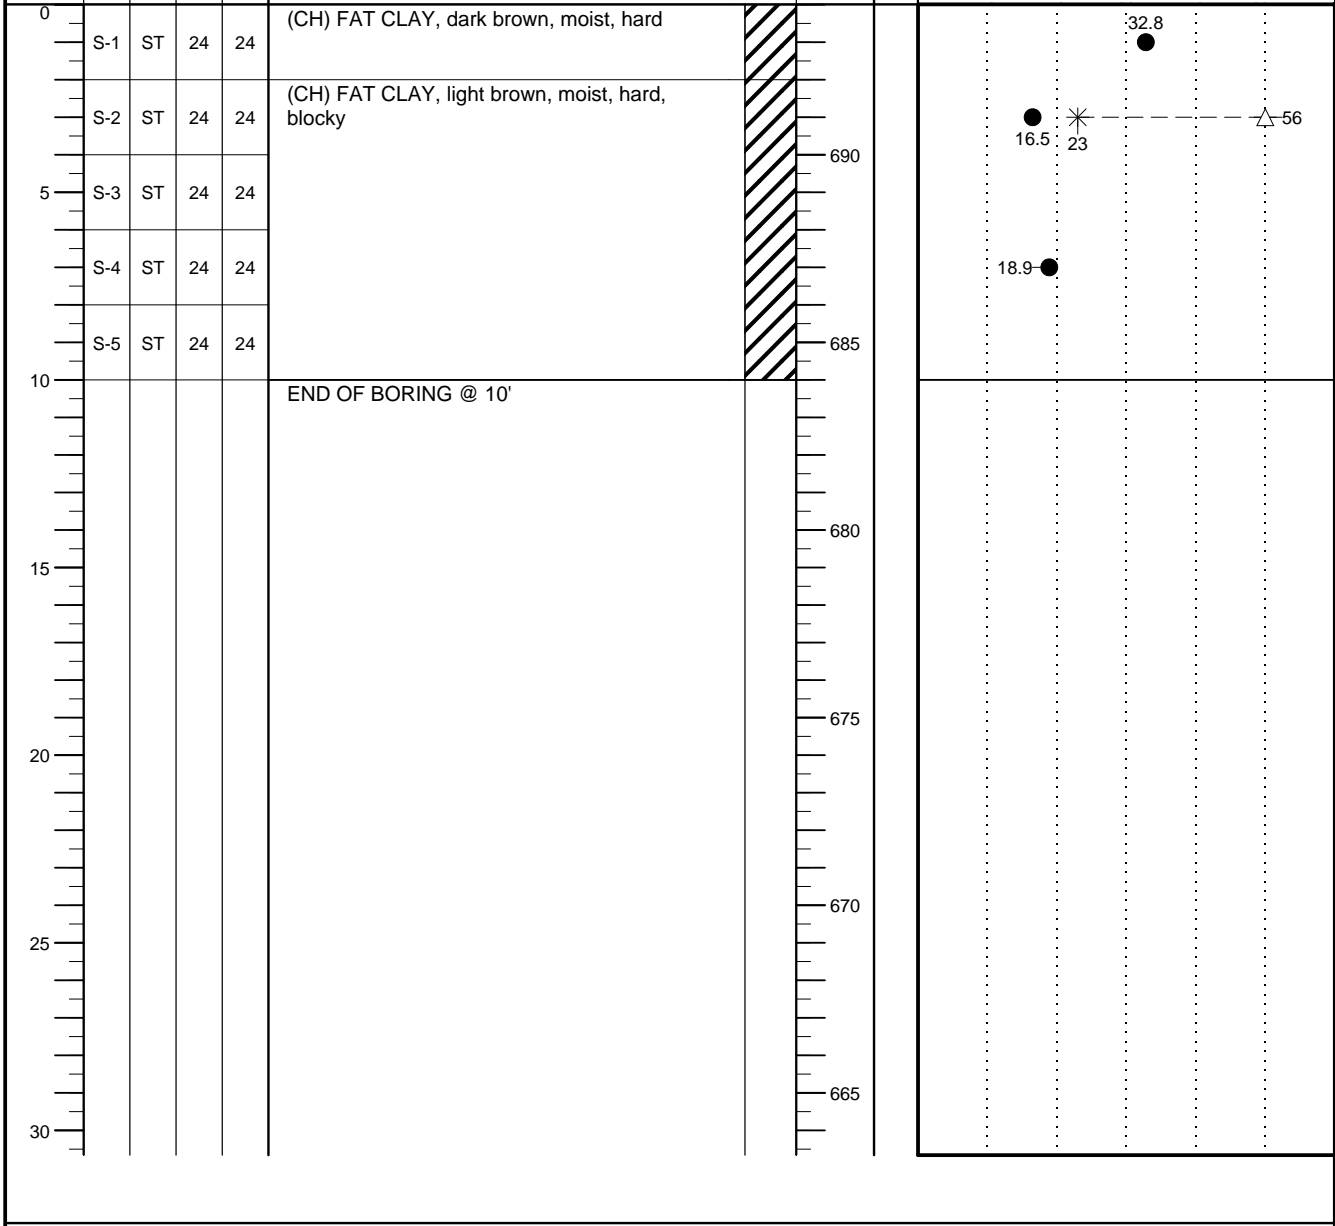 0
(CH) FAT CLAY, dark brown, moist, hard
32.8
S-1 ST 24 24
(CH) FAT CLAY, light brown, moist, hard,
blocky
S-2 ST 24 24
56
16.5 23
690
5
S-3 ST 24 24
S-4 ST 24 24
18.9
S-5 ST 24 24
685
10
END OF BORING @ 10'
680
15
675
20
670
25
665
30